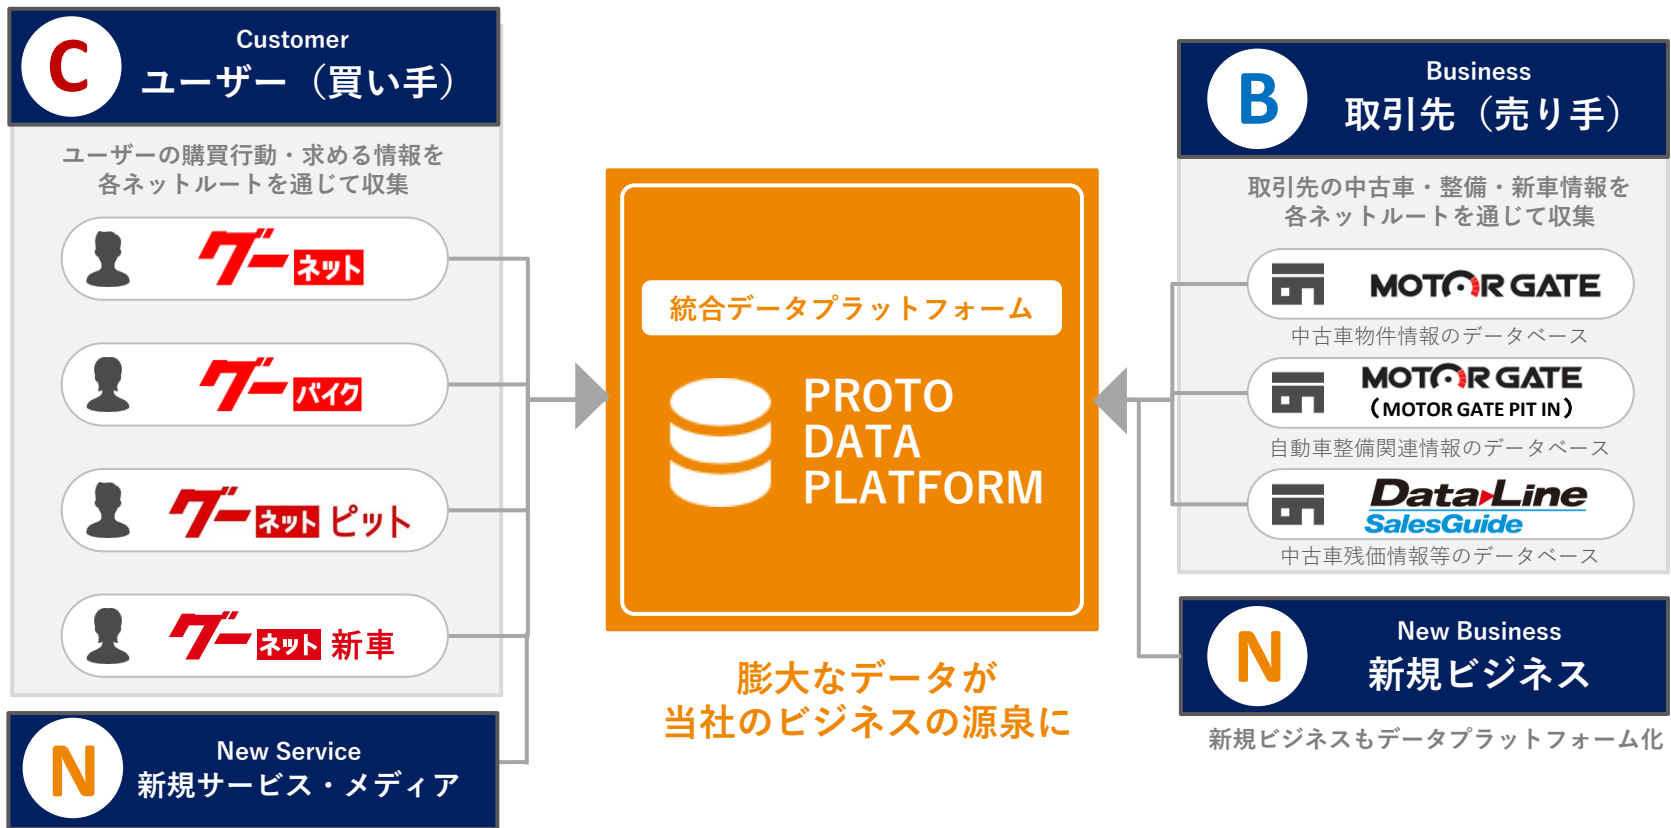 C
Customer
ユーザー（買い手）
ユーザーの購買行動・求める情報を
各ネットルートを通じて収集
グーネット
グーバイク
グーネットピット
グーネット新車
N
New Service
新規サービス・メディア
統合データプラットフォーム
PROTO
DATA
PLATFORM
膨大なデータが
当社のビジネスの源泉に
B
Business
取引先（売り手）
取引先の中古車・整備・新車情報を
各ネットルートを通じて収集
MOTOR GATE
中古車物件情報のデータベース
MOTOR GATE
（MOTOR GATE PIT IN）
自動車整備関連情報のデータベース
Data Line
SalesGuide
中古車残価情報等のデータベース
N
New Business
新規ビジネス
新規ビジネスもデータプラットフォーム化